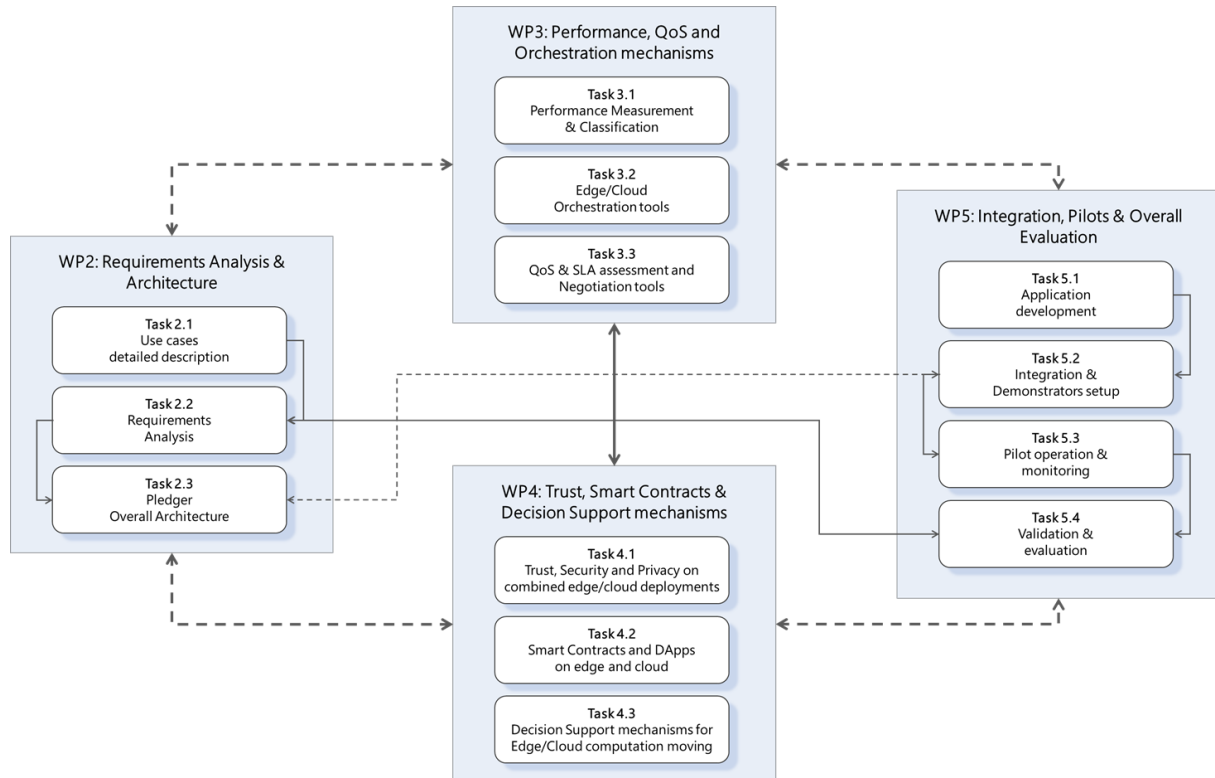 WP3: Performance, QoS and
Orchestration mechanisms
Task 3.1
Performance Measurement
& Classification
Task 3.2
Edge/Cloud
Orchestration tools
Task 3.3
QoS & SLA assessment and
Negotiation tools
WP2: Requirements Analysis &
Architecture
Task 2.1
Use cases
detailed description
Task 2.2
Requirements
Analysis
Task 2.3
Pledger
Overall Architecture
WP5: Integration, Pilots & Overall
Evaluation
Task 5.1
Application
development
Task 5.2
Integration &
Demonstrators setup
Task 5.3
Pilot operation &
monitoring
Task 5.4
Validation &
evaluation
WP4: Trust, Smart Contracts &
Decision Support mechanisms
Task 4.1
Trust, Security and Privacy on
combined edge/cloud deployments
Task 4.2
Smart Contracts and DApps
on edge and cloud
Task 4.3
Decision Support mechanisms for
Edge/Cloud computation moving